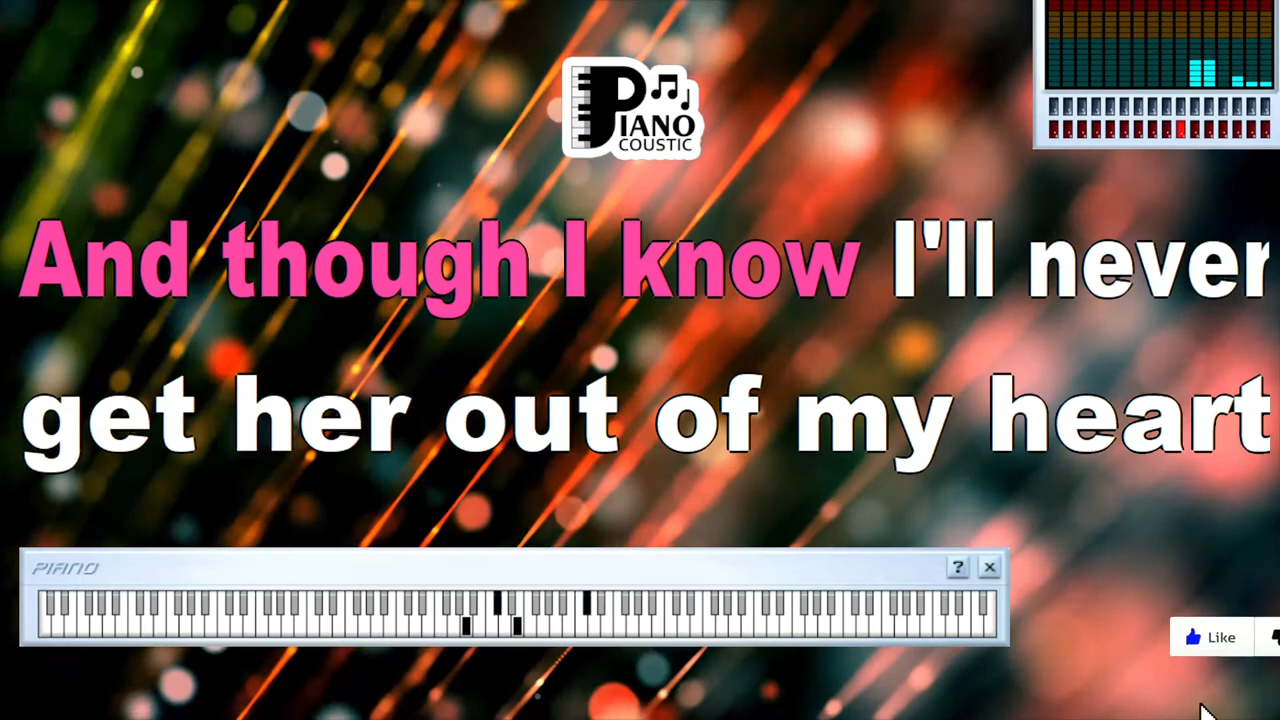 PIANO
COUSTIC
And though I know I'll never
get her out of my heart
PIANO
?
Like